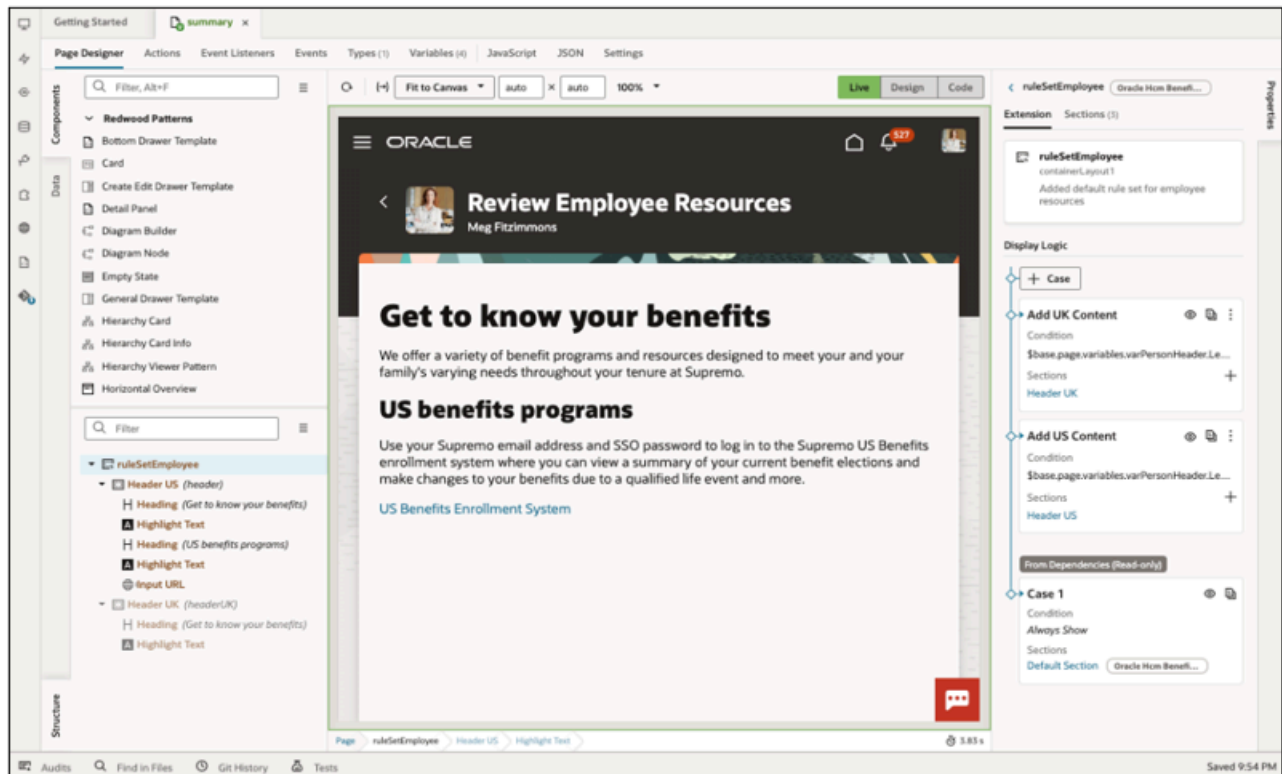 Getting Started
summary ×
Page Designer Actions Event Listeners Events Types (1) Variables (4) JavaScript JSON Settings
Components
Data
Structure
Filter, Alt+F
Redwood Patterns
Bottom Drawer Template
Card
Create Edit Drawer Template
Detail Panel
Diagram Builder
Diagram Node
Empty State
General Drawer Template
Hierarchy Card
Hierarchy Card Info
Hierarchy Viewer Pattern
Horizontal Overview
Filter
ruleSetEmployee
Header US (header)
Heading (Get to know your benefits)
Highlight Text
Heading (US benefits programs)
Highlight Text
Input URL
Header UK (headerUK)
Heading (Get to know your benefits)
Highlight Text
Fit to Canvas auto × auto 100% Live Design Code
ORACLE 527
Review Employee Resources
Meg Fitzimmons
Get to know your benefits
We offer a variety of benefit programs and resources designed to meet your and your
family's varying needs throughout your tenure at Supremo.
US benefits programs
Use your Supremo email address and SSO password to log in to the Supremo US Benefits
enrollment system where you can view a summary of your current benefit elections and
make changes to your benefits due to a qualified life event and more.
US Benefits Enrollment System
Page ruleSetEmployee Header US Highlight Text 3.83 s
ruleSetEmployee Oracle Hcm Benefi...
Extension Sections (3)
ruleSetEmployee
containerLayout1
Added default rule set for employee
resources
Display Logic
+ Case
Add UK Content
Condition
$base.page.variables.varPersonHeader.Le...
Sections
Header UK
Add US Content
Condition
$base.page.variables.varPersonHeader.Le...
Sections
Header US
From Dependencies (Read-only)
Case 1
Condition
Always Show
Sections
Default Section Oracle Hcm Benefi...
Properties
Audits Find in Files Git History Tests Saved 9:54 PM